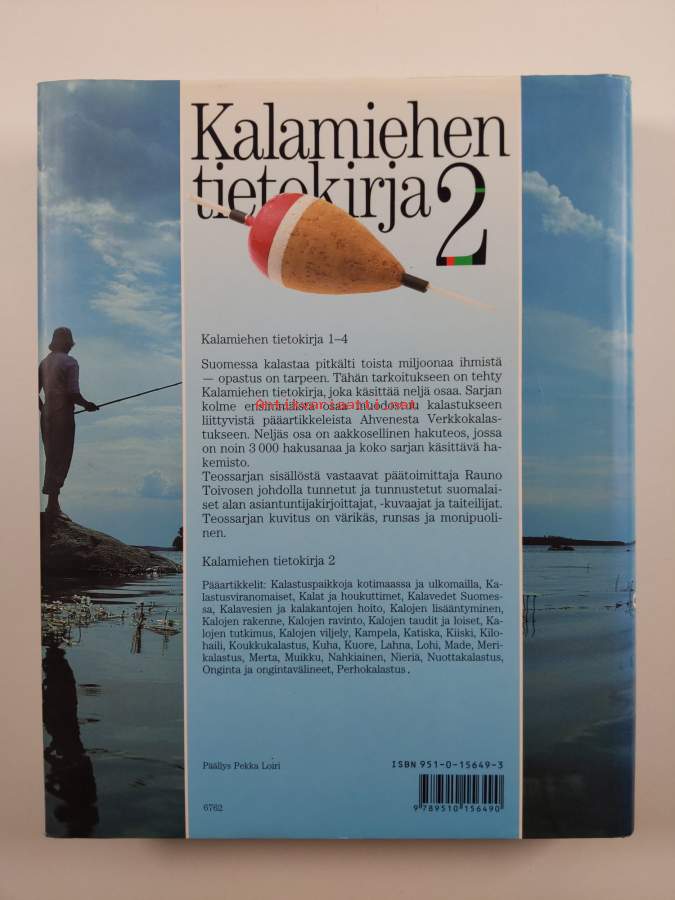 Kalamiehen
tietokirja 2
Kalamiehen tietokirja 1–4
Suomessa kalastaa pitkälti toista miljoonaa ihmistä
— opastus on tarpeen. Tähän tarkoitukseen on tehty
Kalamiehen tietokirja, joka käsittää neljä osaa. Sarjan
kolme ensimmäistä osaa muodostuu kalastukseen
Antikvariaatti.net
liittyvistä pääartikkeleista Ahvenesta Verkkokalas-
tukseen. Neljäs osa on aakkosellinen hakuteos, jossa
on noin 3 000 hakusanaa ja koko sarjan käsittävä ha-
kemisto.
Teossarjan sisällöstä vastaavat päätoimittaja Rauno
Toivosen johdolla tunnetut ja tunnustetut suomalai-
set alan asiantuntijakirjoittajat, -kuvaajat ja taiteilijat.
Teossarjan kuvitus on värikäs, runsas ja monipuoli-
nen.
Kalamiehen tietokirja 2
Pääartikkelit: Kalastuspaikkoja kotimaassa ja ulkomailla, Ka-
lastusviranomaiset, Kalat ja houkuttimet, Kalavedet Suomes-
sa, Kalavesien ja kalakantojen hoito, Kalojen lisääntyminen,
Kalojen rakenne, Kalojen ravinto, Kalojen taudit ja loiset, Ka-
lojen tutkimus, Kalojen viljely, Kampela, Katiska, Kiiski, Kilo-
haili, Koukkukalastus, Kuha, Kuore, Lahna, Lohi, Made, Meri-
kalastus, Merta, Muikku, Nahkiainen, Nieriä, Nuottakalastus,
Onginta ja ongintavälineet, Perhokalastus.
Päällys Pekka Loiri
ISBN 951-0-15649-3
6762
9 789510 156490